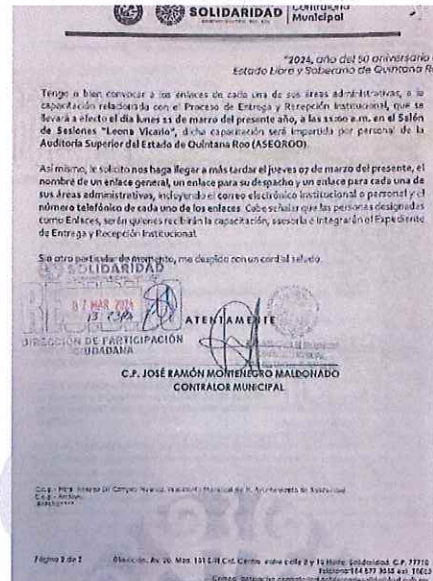 SOLIDARIDAD
Contraloría
Municipal
"2024, año del 50 aniversario
Estado Libre y Soberano de Quintana Ro
Tengo a bien convocar a los enlaces de cada una de sus áreas administrativas, a la
capacitación relacionada con el Proceso de Entrega y Recepción Institucional, que se
llevará a efecto el día lunes 11 de marzo del presente año, a las 11:00 a.m. en el Salón
de Sesiones "Leona Vicario", dicha capacitación será impartida por personal de la
Auditoría Superior del Estado de Quintana Roo (ASEQROO).
Así mismo, le solicito nos haga llegar a más tardar el jueves 07 de marzo del presente, el
nombre de un enlace general, un enlace para su despacho y un enlace para cada una de
sus áreas administrativas, incluyendo el correo electrónico institucional o personal y el
número telefónico de cada uno de los enlaces. Cabe señalar que las personas designadas
como Enlaces, serán quienes recibirán la capacitación, asesoría e integrarán el Expediente
de Entrega y Recepción Institucional.
Sin otro particular de momento, me despido con un cordial saludo.
SOLIDARIDAD
07 MAR 2024
ATENTAMENTE
DIRECCIÓN DE PARTICIPACIÓN
CIUDADANA
C.P. JOSÉ RAMÓN MONTENEGRO MALDONADO
CONTRALOR MUNICIPAL
C.c.p.
C.c.p. Archivo
Página 2 de 2